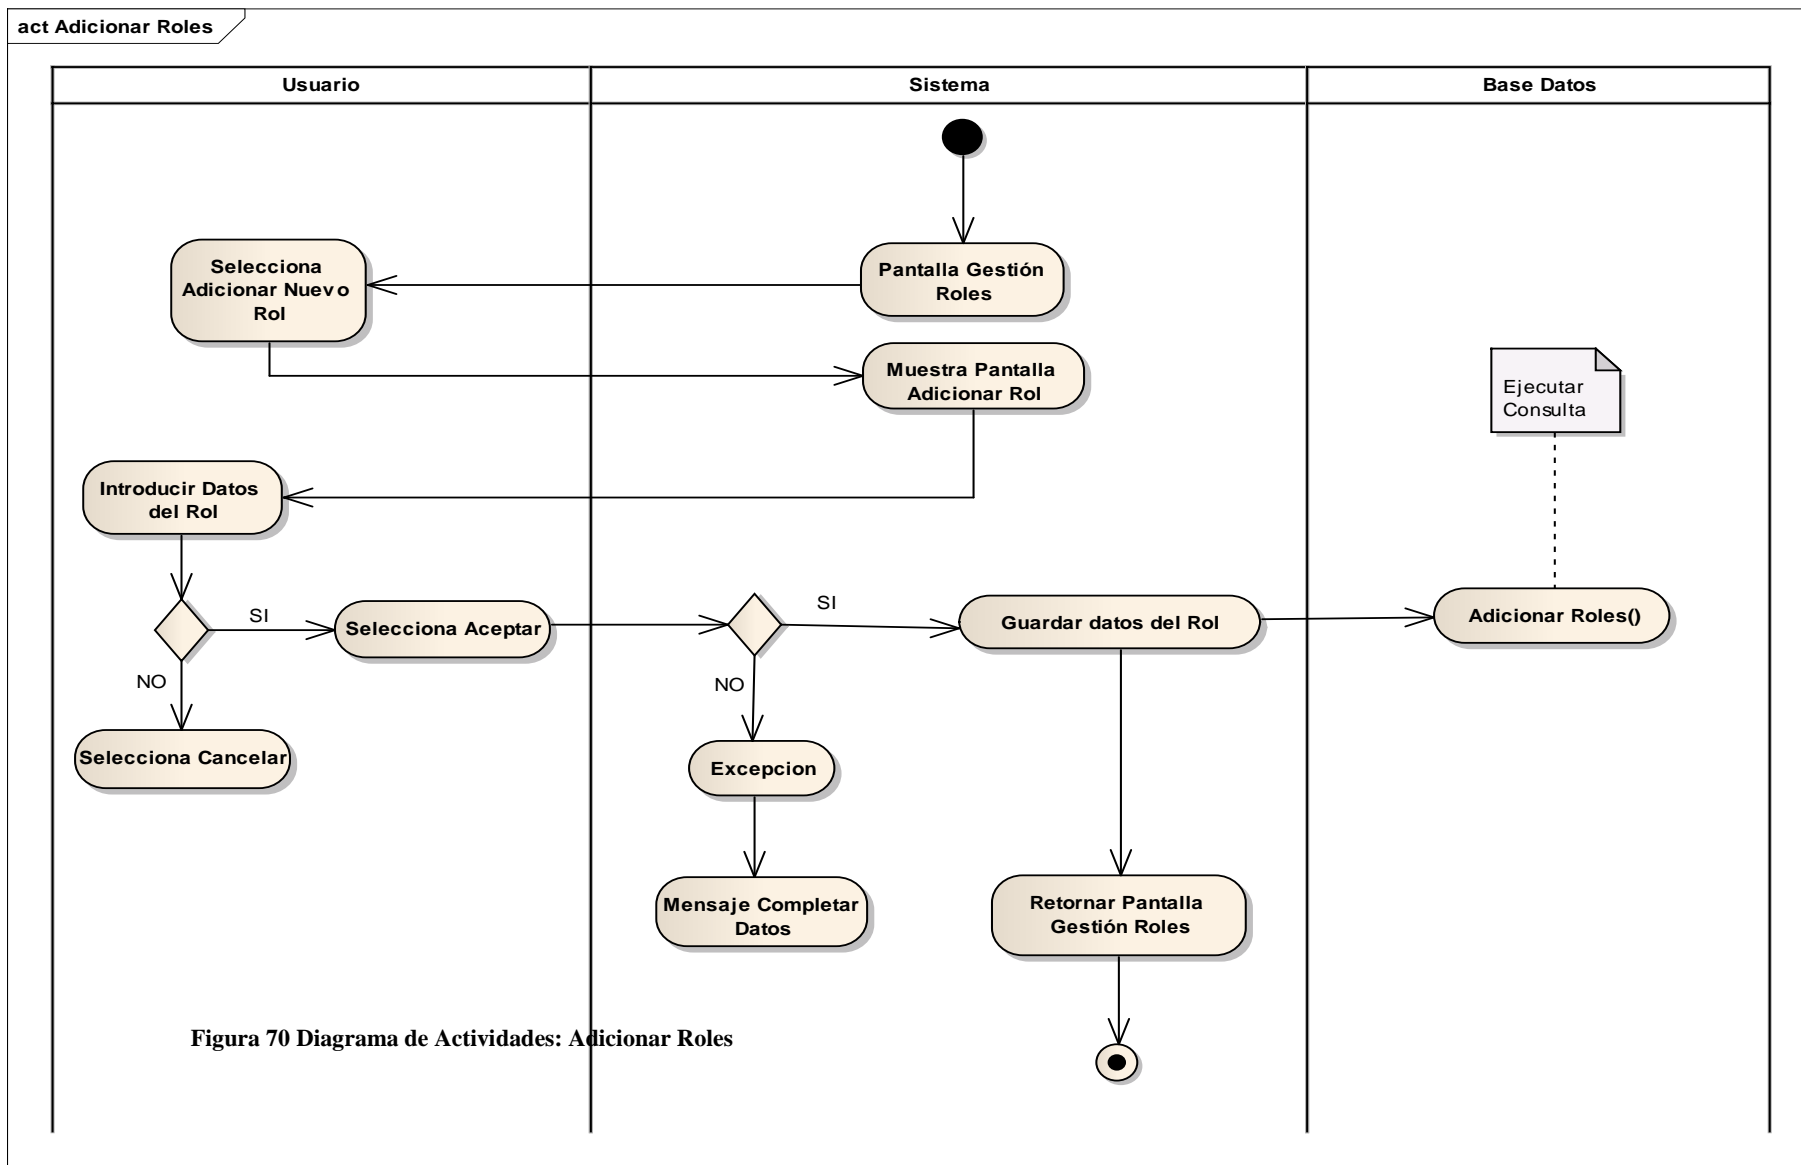 act Adicionar Roles
Usuario
Sistema
Base Datos
Selecciona
Adicionar Nuevo
Rol
Pantalla Gestión
Roles
Muestra Pantalla
Adicionar Rol
Ejecutar
Consulta
Introducir Datos
del Rol
SI
Selecciona Aceptar
SI
Guardar datos del Rol
Adicionar Roles()
NO
NO
Selecciona Cancelar
Excepcion
Mensaje Completar
Datos
Retornar Pantalla
Gestión Roles
Figura 70 Diagrama de Actividades: Adicionar Roles